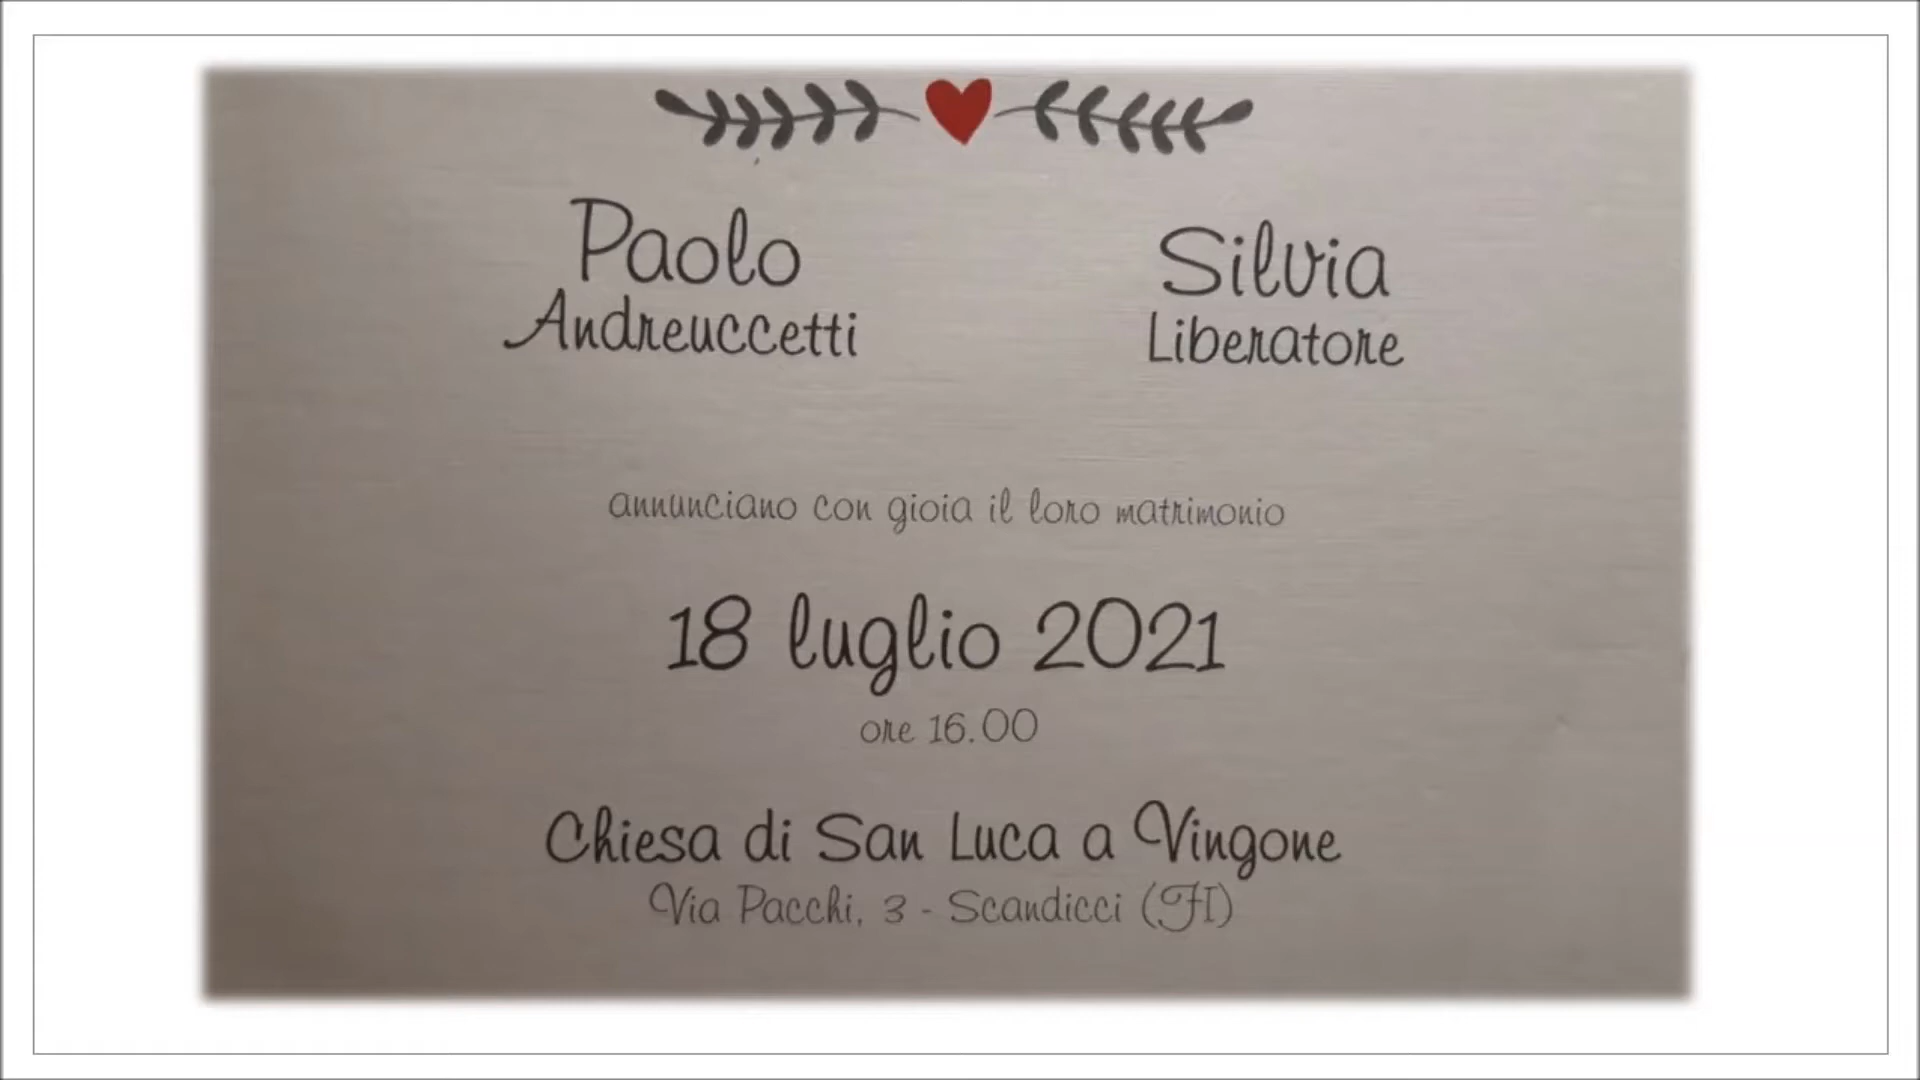 Paolo
Andreuccetti
Silvia
Liberatore
annunciano con gioia il loro matrimonio
18 luglio 2021
ore 16.00
Chiesa di San Luca a Vingone
Via Pacchi, 3 - Scandicci (FI)